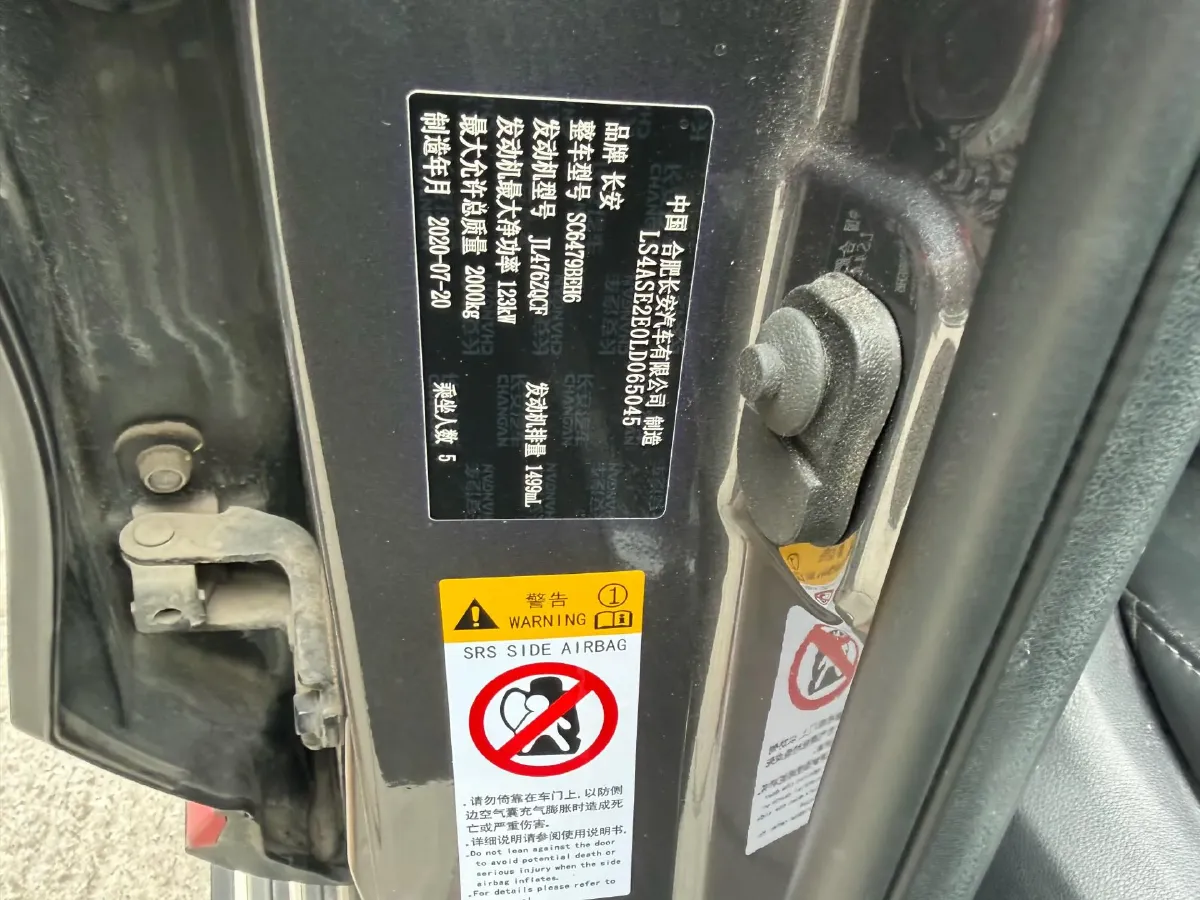 中国 合肥长安汽车有限公司 制造
LS4ASE2E0LD065045
品牌 长安
整车型号 SC6479BEH6
发动机型号 JL476ZQCF 发动机排量 1499mL
发动机最大净功率 123kW
最大允许总质量 2000kg
制造年月 2020-07-20 乘坐人数 5
警告 1
WARNING
SRS SIDE AIRBAG
.请勿倚靠在车门上,以防侧
边空气囊充气膨胀时造成死
亡或严重伤害.
.详细说明请参阅使用说明书.
.Do not lean against the door
to avoid potential death or
serious injury when the side
airbag inflates.
.For details please refer to